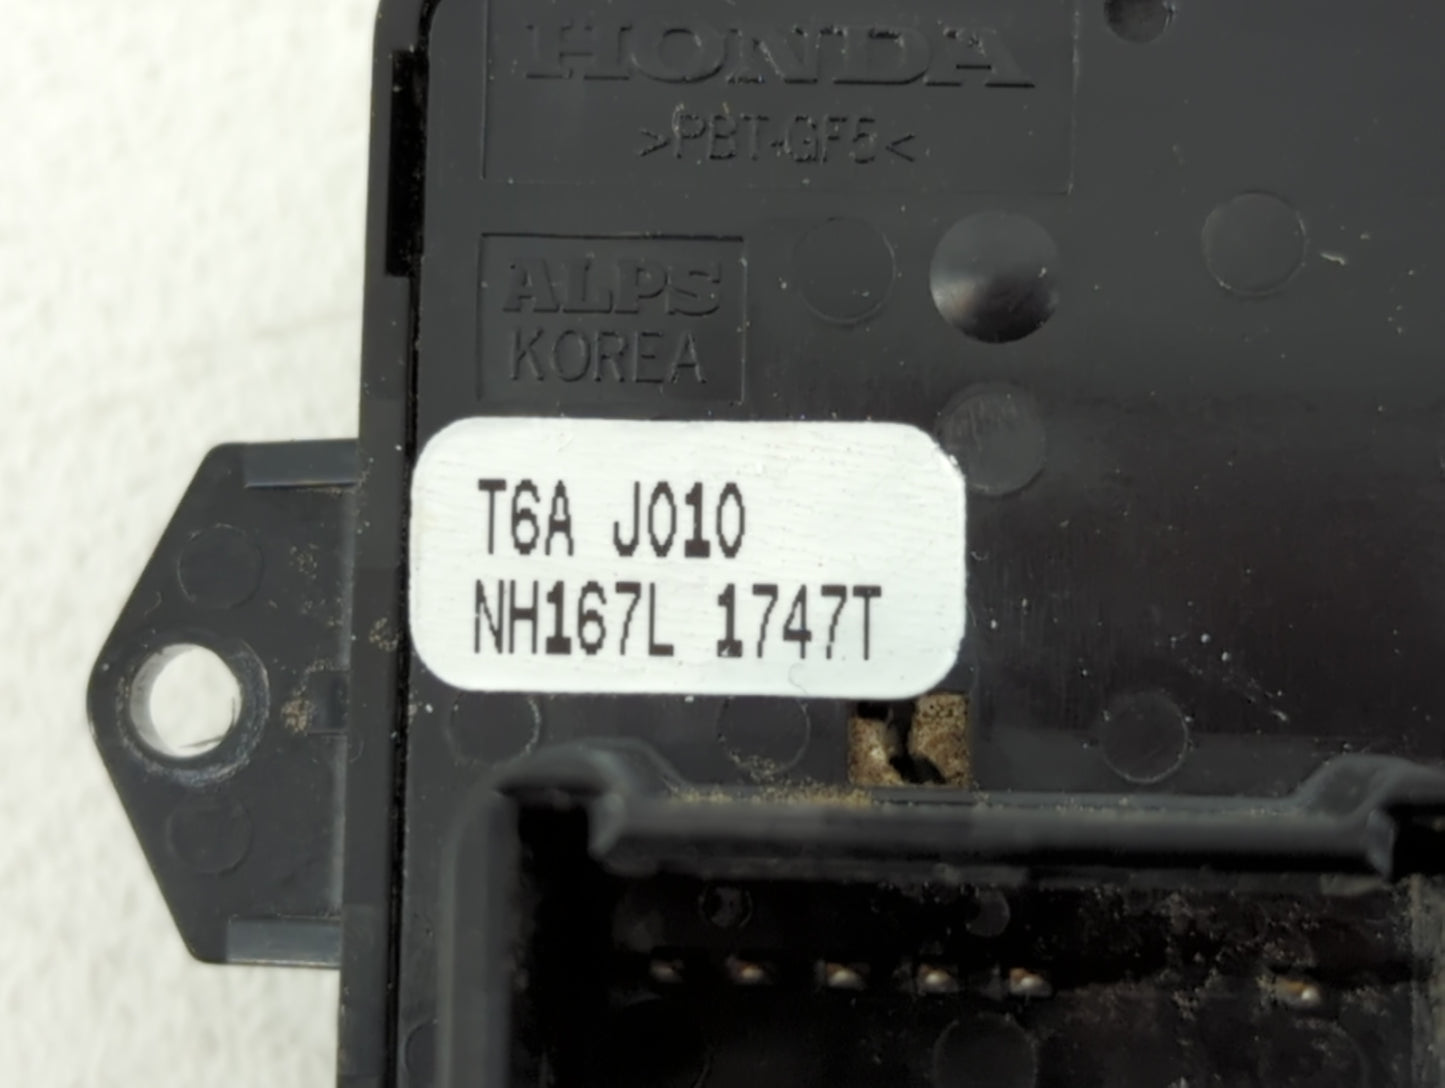 HONDA
>PBT-GF5<
ALPS
KOREA
T6A J010
NH167L 1747T